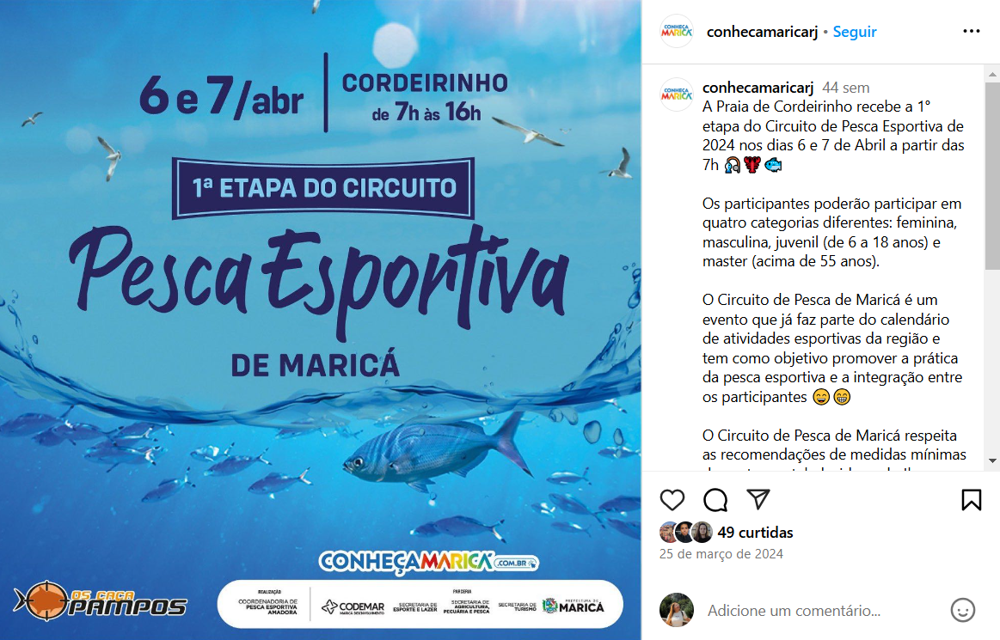 6 e 7/abr
CORDEIRINHO
de 7h às 16h
1ª ETAPA DO CIRCUITO
Pesca Esportiva
DE MARICÁ
CONHEÇAMARICÁ
.COM.BR
OS CAÇA
PAMPOS
REALIZAÇÃO
COORDENADORIA DE
PESCA ESPORTIVA
AMADORA
CODEMAR
MARICÁ DESENVOLVIMENTO
PARCERIA
SECRETARIA DE
ESPORTE E LAZER
SECRETARIA DE
AGRICULTURA,
PECUÁRIA E PESCA
SECRETARIA DE
TURISMO
PREFEITURA DE
MARICÁ
CONHEÇA
MARICÁ
conhecamaricarj • Seguir
CONHEÇA
MARICÁ
conhecamaricarj 44 sem
A Praia de Cordeirinho recebe a 1°
etapa do Circuito de Pesca Esportiva de
2024 nos dias 6 e 7 de Abril a partir das
7h 🎣🦞🐟
Os participantes poderão participar em
quatro categorias diferentes: feminina,
masculina, juvenil (de 6 a 18 anos) e
master (acima de 55 anos).
O Circuito de Pesca de Maricá é um
evento que já faz parte do calendário
de atividades esportivas da região e
tem como objetivo promover a prática
da pesca esportiva e a integração entre
os participantes 😄😁
O Circuito de Pesca de Maricá respeita
as recomendações de medidas mínimas
49 curtidas
25 de março de 2024
Adicione um comentário...